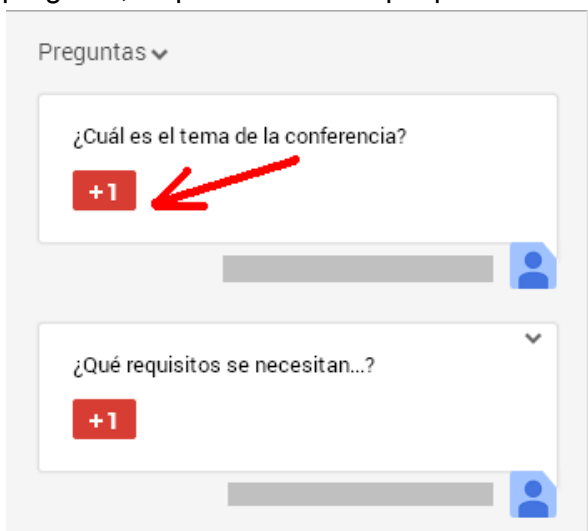 Preguntas
¿Cuál es el tema de la conferencia?
+1
¿Qué requisitos se necesitan...?
+1